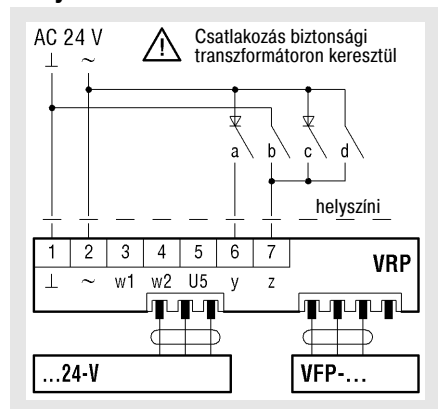 AC 24 V
⊥ ~
Csatlakozás biztonsági
transzformátoron keresztül
a b c d
helyszíni
1 2 3 4 5 6 7
VRP
⊥ ~ w1 w2 U5 y z
...24-V
VFP-...